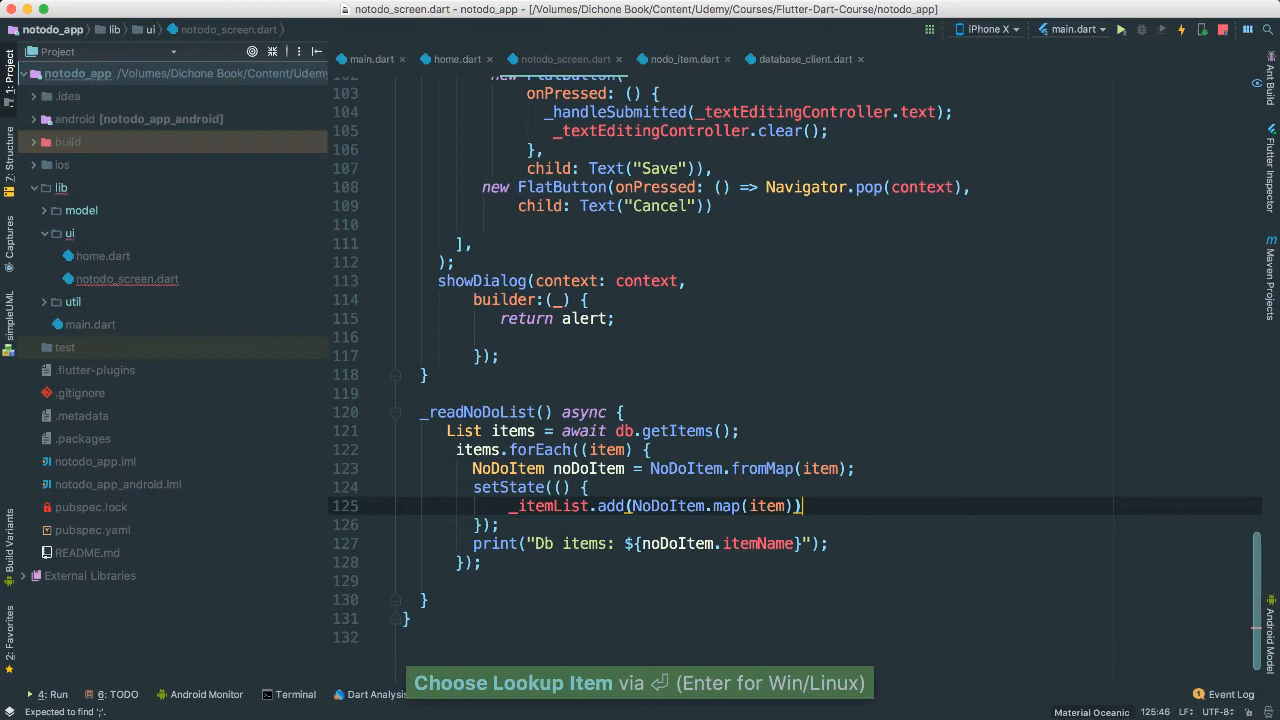 notodo_screen.dart - notodo_app - [/Volumes/Dichone Book/Content/Udemy/Courses/Flutter-Dart-Course/notodo_app]
notodo_app lib ui notodo_screen.dart iPhone X main.dart
Project
main.dart home.dart notodo_screen.dart nodo_item.dart database_client.dart
notodo_app /Volumes/Dichone Book/Content/Udemy
.idea
android [notodo_app_android]
build
ios
lib
model
ui
home.dart
notodo_screen.dart
util
main.dart
test
.flutter-plugins
.gitignore
.metadata
.packages
notodo_app.iml
notodo_app_android.iml
pubspec.lock
pubspec.yaml
README.md
External Libraries
1: Project
7: Structure
Captures
simpleUML
Build Variants
2: Favorites
102 new FlatButton(
103 onPressed: () {
104 _handleSubmitted(_textEditingController.text);
105 _textEditingController.clear();
106 },
107 child: Text("Save")),
108 new FlatButton(onPressed: () => Navigator.pop(context),
109 child: Text("Cancel"))
110
111 ],
112 );
113 showDialog(context: context,
114 builder:(_) {
115 return alert;
116
117 });
118 }
119
120 _readNoDoList() async {
121 List items = await db.getItems();
122 items.forEach((item) {
123 NoDoItem noDoItem = NoDoItem.fromMap(item);
124 setState(() {
125 _itemList.add(NoDoItem.map(item))
126 });
127 print("Db items: ${noDoItem.itemName}");
128 });
129
130 }
131 }
132
Ant Build
Flutter Inspector
Maven Projects
Android Model
Choose Lookup Item via ⏎ (Enter for Win/Linux)
4: Run 6: TODO Android Monitor Terminal Dart Analysis Event Log
Expected to find ';'. Material Oceanic 125:46 LF÷ UTF-8÷